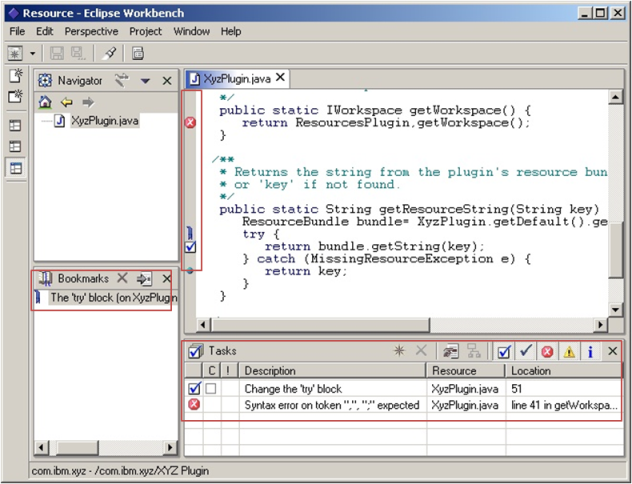 Resource - Eclipse Workbench
File Edit Perspective Project Window Help
Navigator
XyzPlugin.java
Bookmarks
The 'try' block (on XyzPlugin
XyzPlugin.java
*/
public static IWorkspace getWorkspace() {
return ResourcesPlugin,getWorkspace();
}
/**
* Returns the string from the plugin's resource bun
* or 'key' if not found.
*/
public static String getResourceString(String key)
ResourceBundle bundle= XyzPlugin.getDefault().ge
try {
return bundle.getString(key);
} catch (MissingResourceException e) {
return key;
}
}
Tasks
C ! Description Resource Location
Change the 'try' block XyzPlugin.java 51
Syntax error on token ",", ";" expected XyzPlugin.java line 41 in getWorkspa...
com.ibm.xyz - /com.ibm.xyz/XYZ Plugin